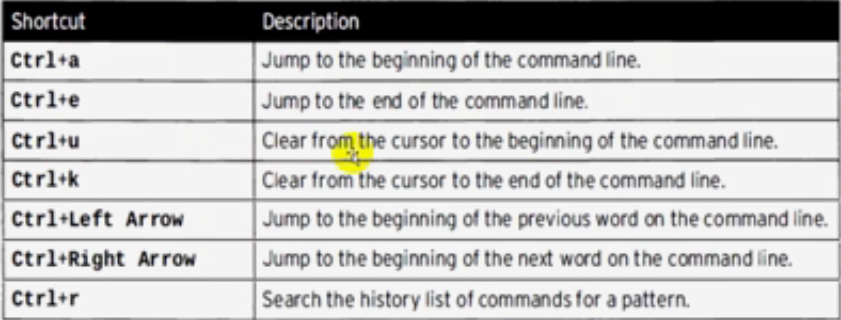 Shortcut Description
Ctrl+a Jump to the beginning of the command line.
Ctrl+e Jump to the end of the command line.
Ctrl+u Clear from the cursor to the beginning of the command line.
Ctrl+k Clear from the cursor to the end of the command line.
Ctrl+Left Arrow Jump to the beginning of the previous word on the command line.
Ctrl+Right Arrow Jump to the beginning of the next word on the command line.
Ctrl+r Search the history list of commands for a pattern.